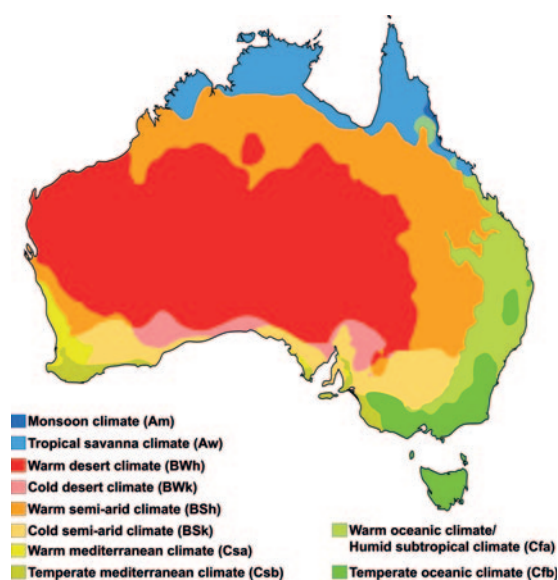 Monsoon climate (Am)
Tropical savanna climate (Aw)
Warm desert climate (BWh)
Cold desert climate (BWk)
Warm semi-arid climate (BSh)
Cold semi-arid climate (BSk)
Warm mediterranean climate (Csa)
Temperate mediterranean climate (Csb)
Warm oceanic climate/
Humid subtropical climate (Cfa)
Temperate oceanic climate (Cfb)